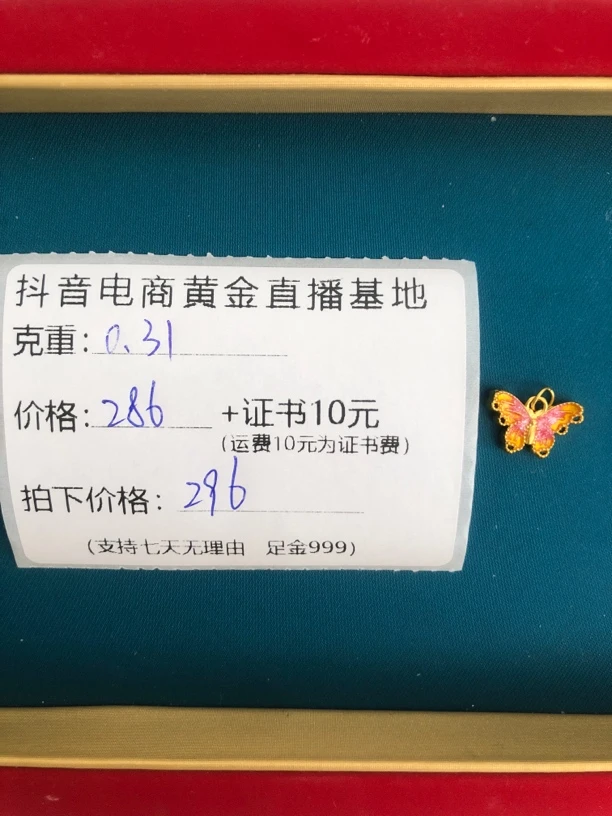 抖音电商黄金直播基地
克重：0.31
价格：286 +证书10元
（运费10元为证书费）
拍下价格：296
（支持七天无理由 足金999）